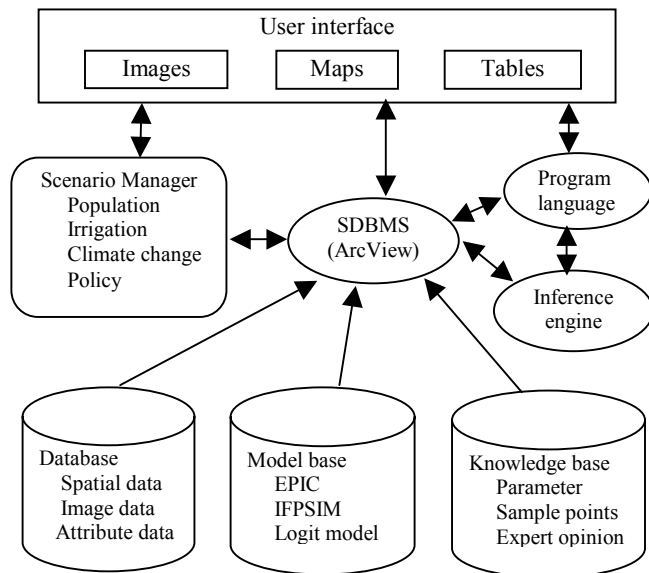 User interface
Images
Maps
Tables
Scenario Manager
Population
Irrigation
Climate change
Policy
SDBMS
(ArcView)
Program
language
Inference
engine
Database
Spatial data
Image data
Attribute data
Model base
EPIC
IFPSIM
Logit model
Knowledge base
Parameter
Sample points
Expert opinion